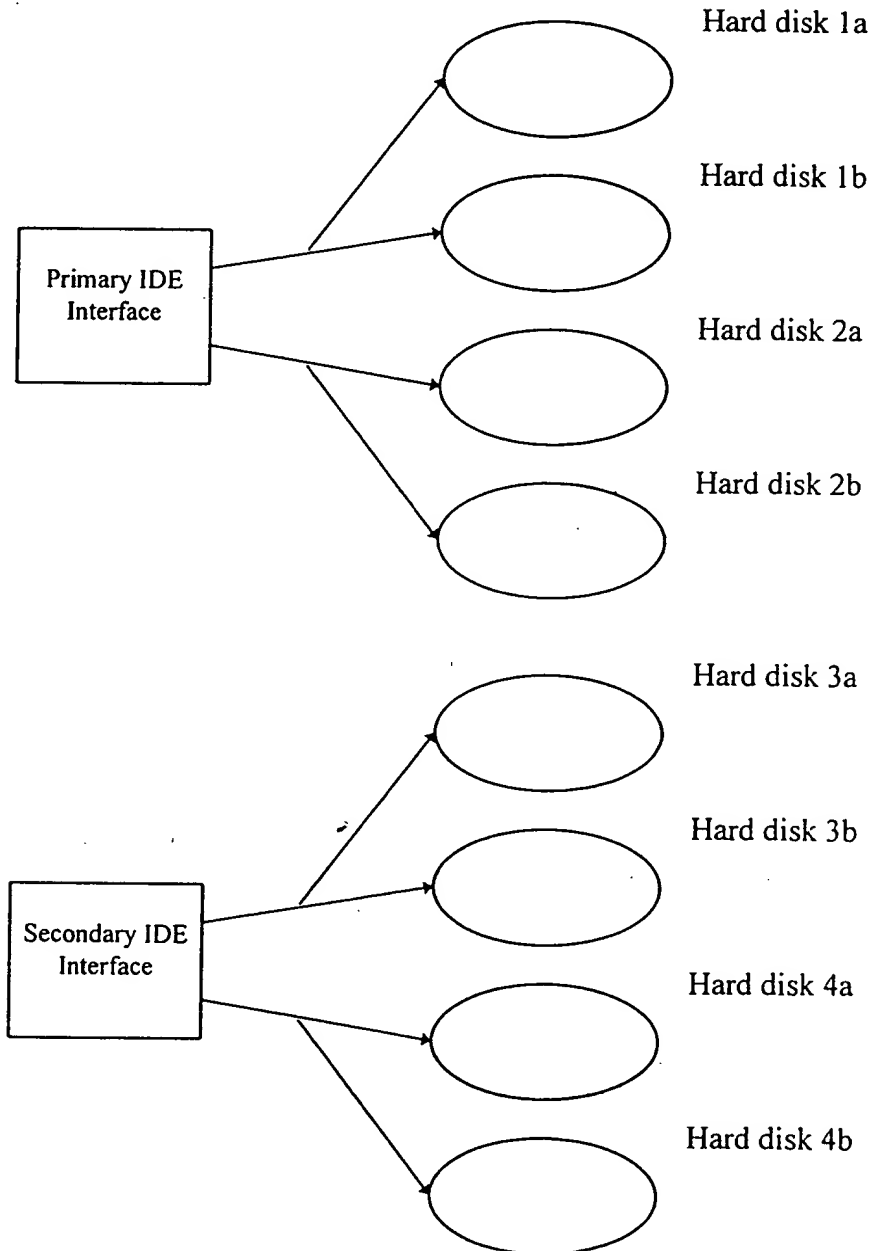 Hard disk 1a
Hard disk 1b
Primary IDE
Interface
Hard disk 2a
Hard disk 2b
Hard disk 3a
Hard disk 3b
Secondary IDE
Interface
Hard disk 4a
Hard disk 4b